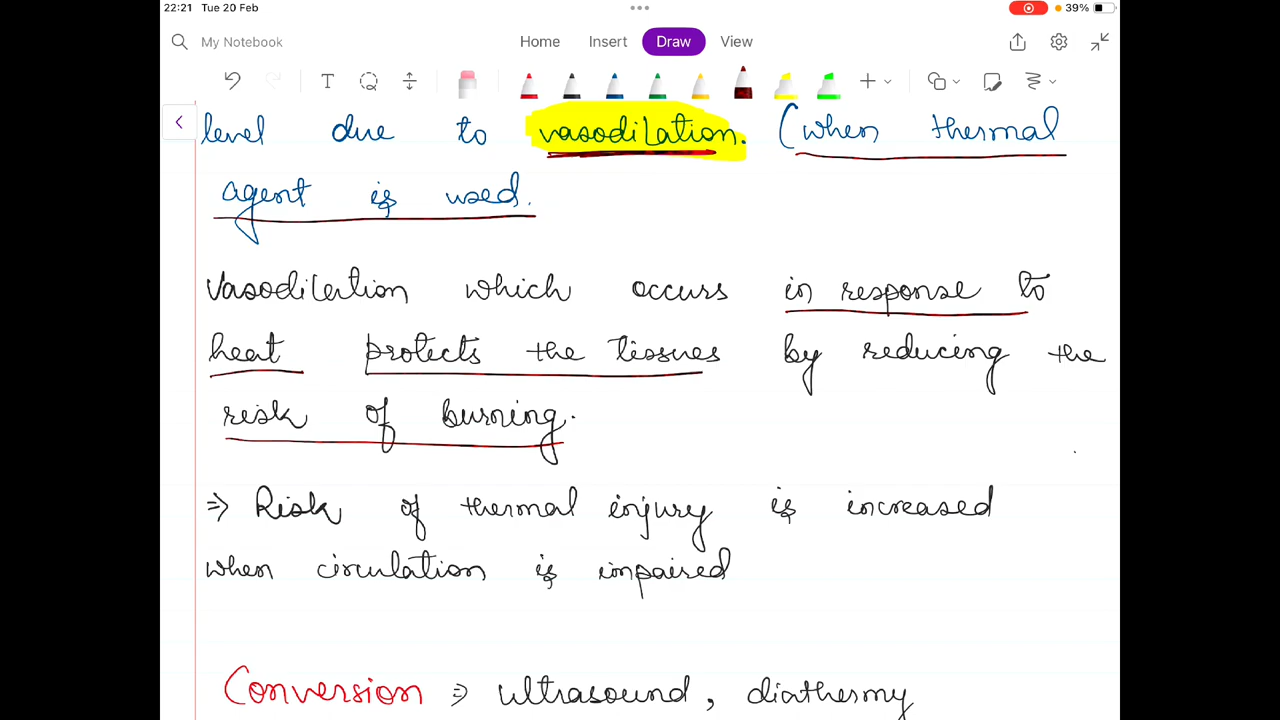 22:21 Tue 20 Feb
39%
My Notebook Home Insert Draw View
T
level due to vasodilation. (when thermal
agent is used.
Vasodilation which occurs in response to
heat protects the tissues by reducing the
risk of burning.
⇒ Risk of thermal injury is increased
when circulation is impaired
Conversion ⇒ ultrasound, diathermy